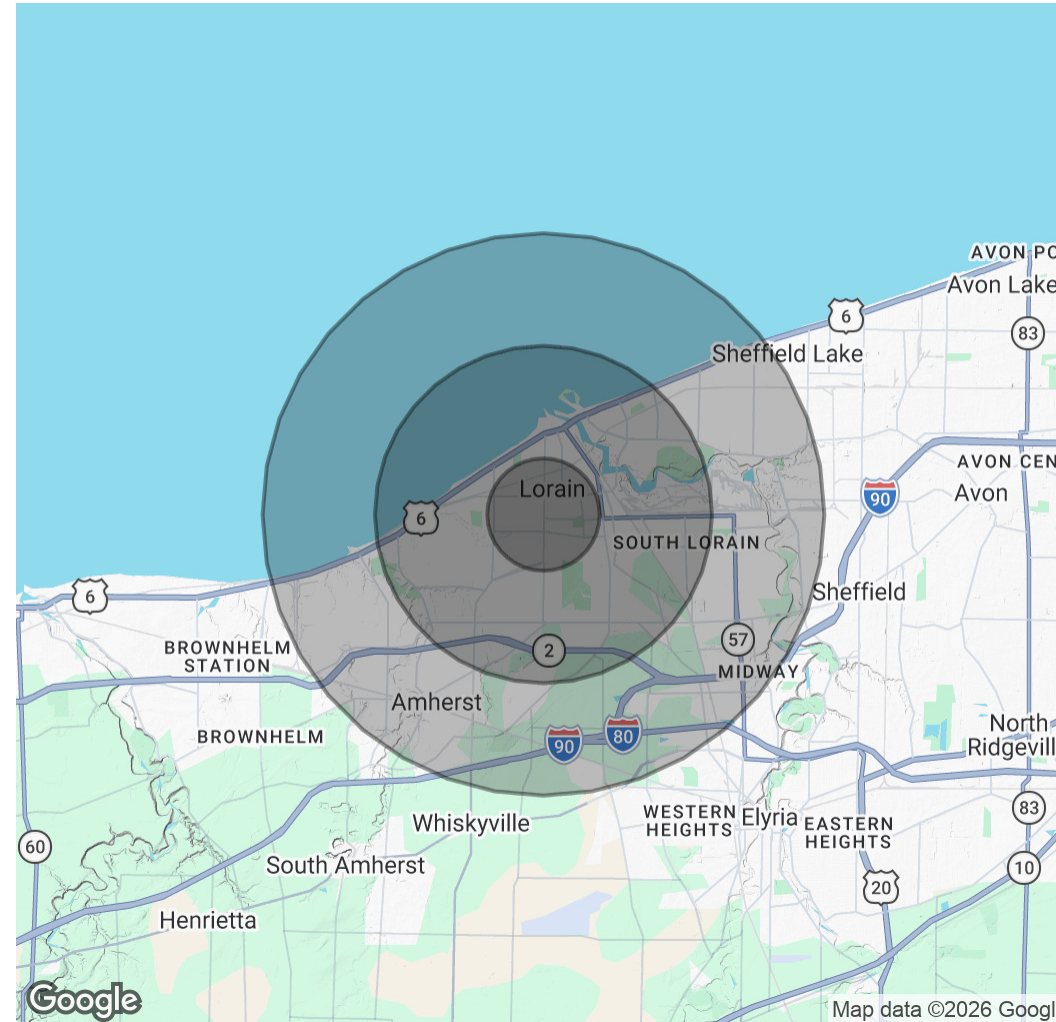 AVON PO
Avon Lake
6
83
Sheffield Lake
AVON CEN
Lorain
90
Avon
6
SOUTH LORAIN
6
Sheffield
57
BROWNHELM
STATION
2
MIDWAY
Amherst
North
Ridgevill
BROWNHELM
90
80
83
Whiskyville
WESTERN
HEIGHTS
Elyria
EASTERN
HEIGHTS
60
South Amherst
10
20
Henrietta
Google
Map data ©2026 Googl